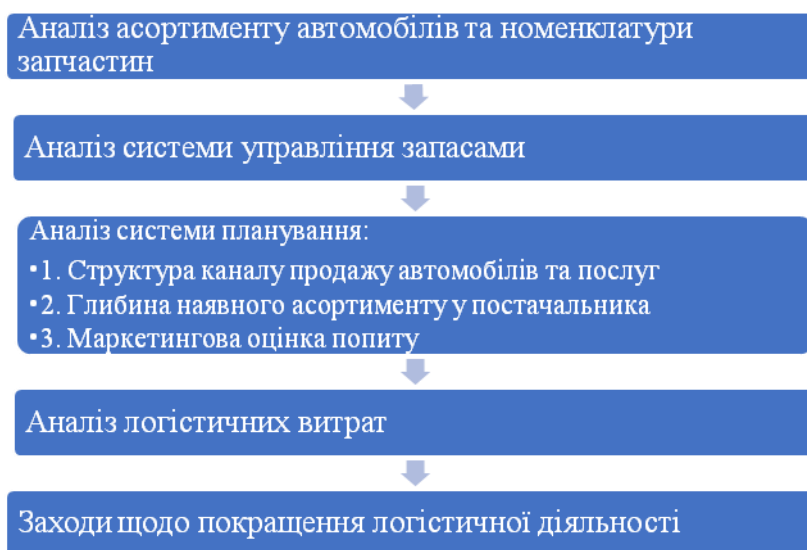 Аналіз асортименту автомобілів та номенклатури
запчастин
Аналіз системи управління запасами
Аналіз системи планування:
•1. Структура каналу продажу автомобілів та послуг
•2. Глибина наявного асортименту у постачальника
•3. Маркетингова оцінка попиту
Аналіз логістичних витрат
Заходи щодо покращення логістичної діяльності